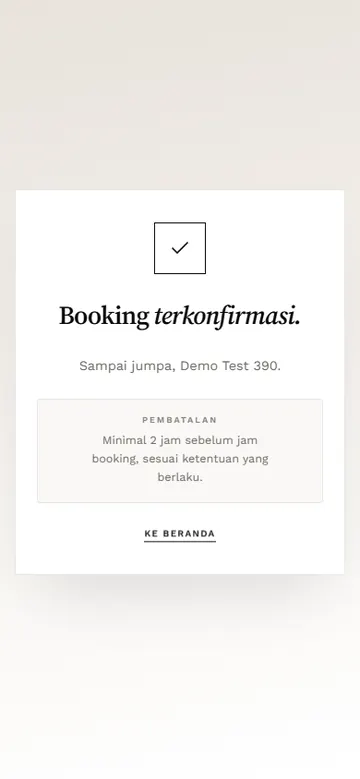 Booking terkonfirmasi.
Sampai jumpa, Demo Test 390.
PEMBATALAN
Minimal 2 jam sebelum jam
booking, sesuai ketentuan yang
berlaku.
KE BERANDA